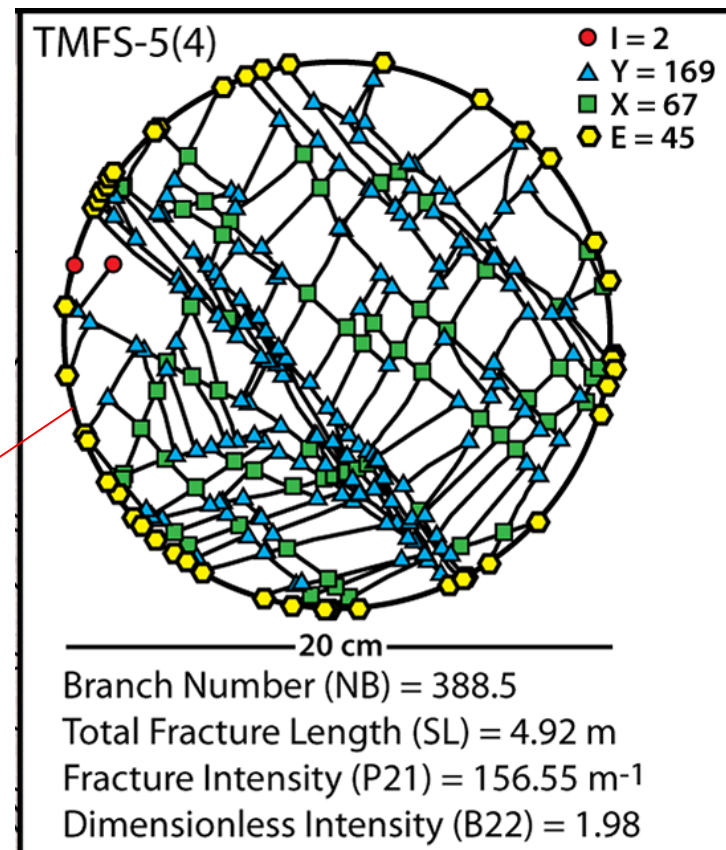 TMFS-5(4)
I = 2
Y = 169
X = 67
E = 45
20 cm
Branch Number (NB) = 388.5
Total Fracture Length (SL) = 4.92 m
Fracture Intensity (P21) = 156.55 m-1
Dimensionless Intensity (B22) = 1.98